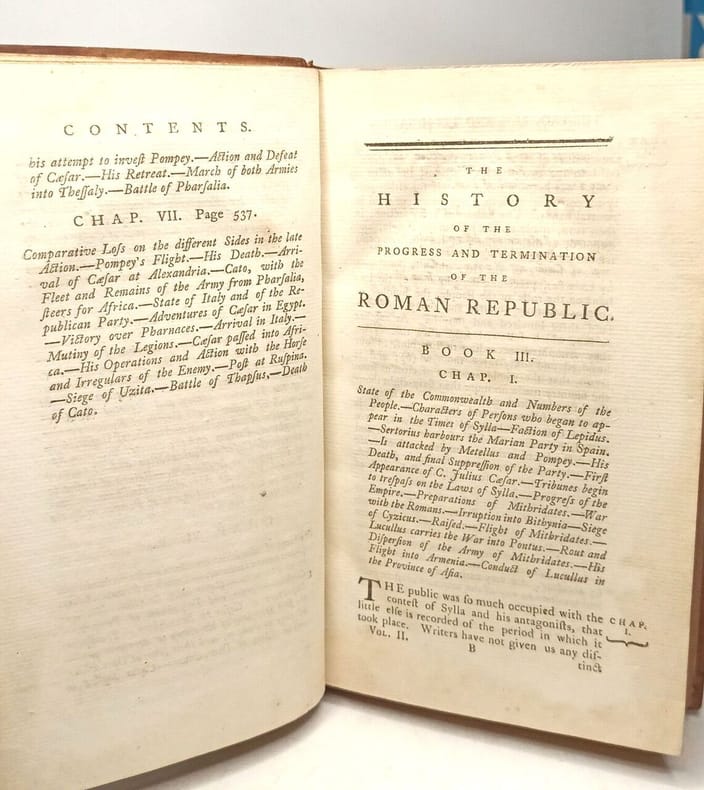 CONTENTS.
his attempt to inveſt Pompey.—Action and Defeat
of Cæſar.—His Retreat.—March of both Armies
into Theſſaly.—Battle of Pharſalia.
CHAP. VII. Page 537.
Comparative Loſs on the different Sides in the late
Action.—Pompey's Flight.—His Death.—Arri-
val of Cæſar at Alexandria.—Cato, with the
Fleet and Remains of the Army from Pharſalia,
ſteers for Africa.—State of Italy and of the Re-
publican Party.—Adventures of Cæſar in Egypt.
—Victory over Pharnaces.—Arrival in Italy.—
Mutiny of the Legions.—Cæſar paſſed into Afri-
ca.—His Operations and Action with the Horſe
and Irregulars of the Enemy.—Poſt at Ruſpina.
—Siege of Uzita.—Battle of Thapſus.—Death
of Cato.
THE
HISTORY
OF THE
PROGRESS AND TERMINATION
OF THE
ROMAN REPUBLIC.
BOOK III.
CHAP. I.
State of the Commonwealth and Numbers of the
People.—Characters of Perſons who began to ap-
pear in the Times of Sylla—Faction of Lepidus.
—Sertorius harbours the Marian Party in Spain.
—Is attacked by Metellus and Pompey.—His
Death, and final Suppreſſion of the Party.—Firſt
Appearance of C. Julius Cæſar.—Tribunes begin
to treſpaſs on the Laws of Sylla.—Progreſs of the
Empire.—Preparations of Mithridates.—War
with the Romans.—Irruption into Bithynia—Siege
of Cyzicus.—Raiſed.—Flight of Mithridates.—
Lucullus carries the War into Pontus.—Rout and
Diſperſion of the Army of Mithridates.—His
Flight into Armenia.—Conduct of Lucullus in
the Province of Aſia.
THE public was ſo much occupied with the CHAP.
conteſt of Sylla and his antagoniſts, that I.
little elſe is recorded of the period in which it
took place. Writers have not given us any diſ-
VOL. II. B tinct